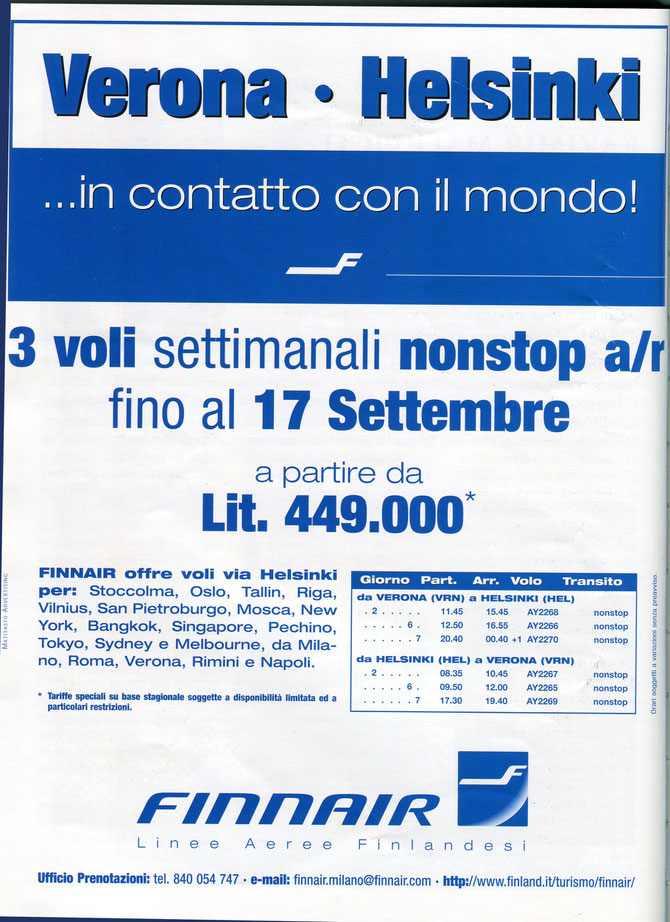 Verona · Helsinki
...in contatto con il mondo!
3 voli settimanali nonstop a/r
fino al 17 Settembre
a partire da
Lit. 449.000*
FINNAIR offre voli via Helsinki
per: Stoccolma, Oslo, Tallin, Riga,
Vilnius, San Pietroburgo, Mosca, New
York, Bangkok, Singapore, Pechino,
Tokyo, Sydney e Melbourne, da Mila-
no, Roma, Verona, Rimini e Napoli.
* Tariffe speciali su base stagionale soggette a disponibilità limitata ed a
particolari restrizioni.
Giorno Part. Arr. Volo Transito
da VERONA (VRN) a HELSINKI (HEL)
. 2 . . . . . 11.45 15.45 AY2268 nonstop
. . . . . 6 . 12.50 16.55 AY2266 nonstop
. . . . . . 7 20.40 00.40 +1 AY2270 nonstop
da HELSINKI (HEL) a VERONA (VRN)
. 2 . . . . . 08.35 10.45 AY2267 nonstop
. . . . . 6 . 09.50 12.00 AY2265 nonstop
. . . . . . 7 17.30 19.40 AY2269 nonstop
Orari soggetti a variazioni senza preavviso.
MATITASTO ADVERTISING
FINNAIR
Linee Aeree Finlandesi
Ufficio Prenotazioni: tel. 840 054 747 · e-mail: finnair.milano@finnair.com · http://www.finland.it/turismo/finnair/